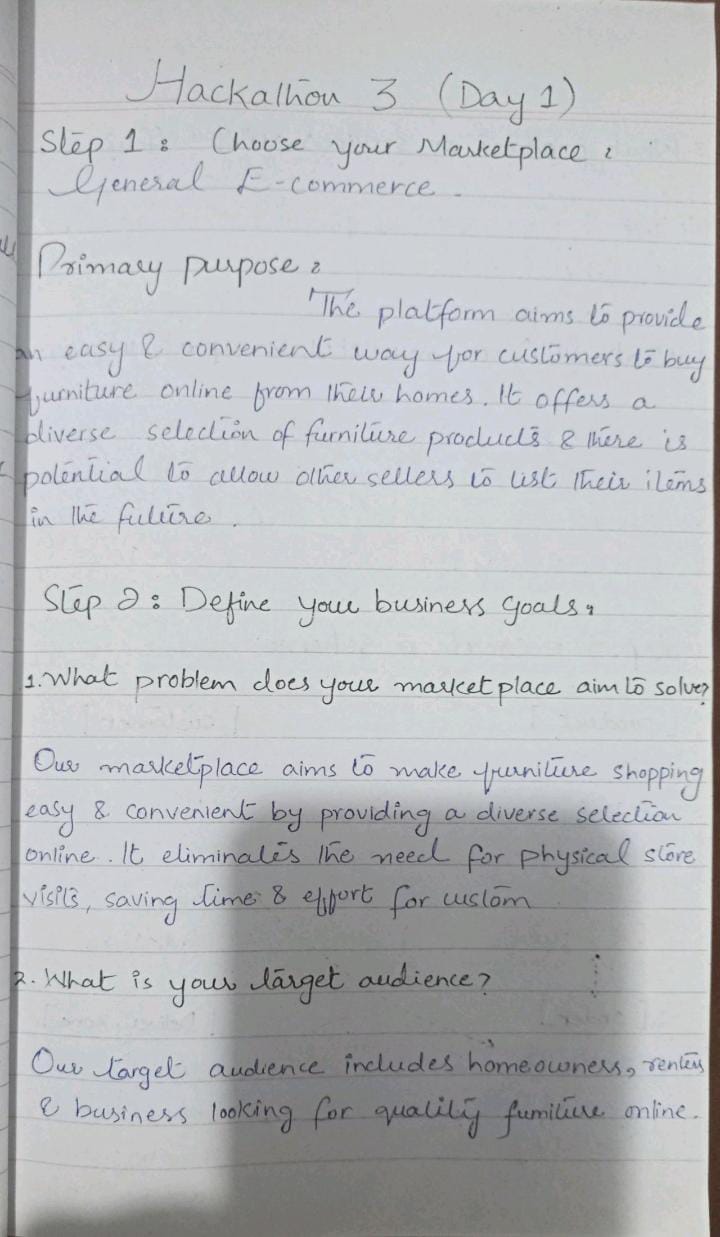 Hackathon 3 (Day 1)
Step 1: Choose your Marketplace:
General E-commerce.
Primary purpose:
The platform aims to provide
an easy & convenient way for customers to buy
furniture online from their homes. It offers a
diverse selection of furniture products & there is
potential to allow other sellers to list their items
in the future.
Step 2: Define your business goals:
1. What problem does your marketplace aim to solve?
Our marketplace aims to make furniture shopping
easy & convenient by providing a diverse selection
online. It eliminates the need for physical store
visits, saving time & effort for custom
2. What is your target audience?
Our target audience includes homeowners, renters
& business looking for quality furniture online.